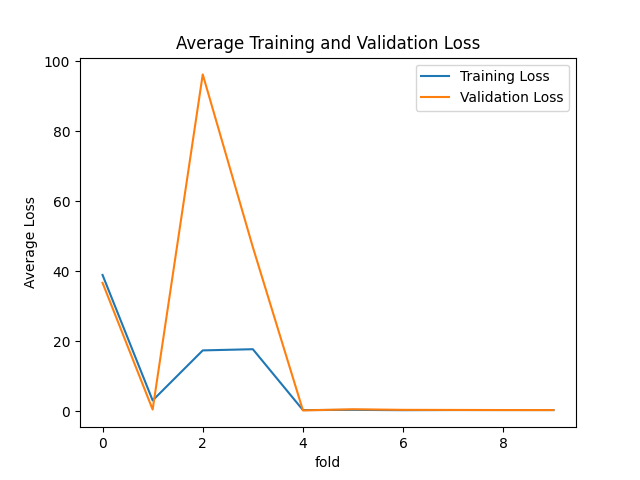 Average Training and Validation Loss
Training Loss
Validation Loss
Average Loss
100
80
60
40
20
0
0 2 4 6 8
fold